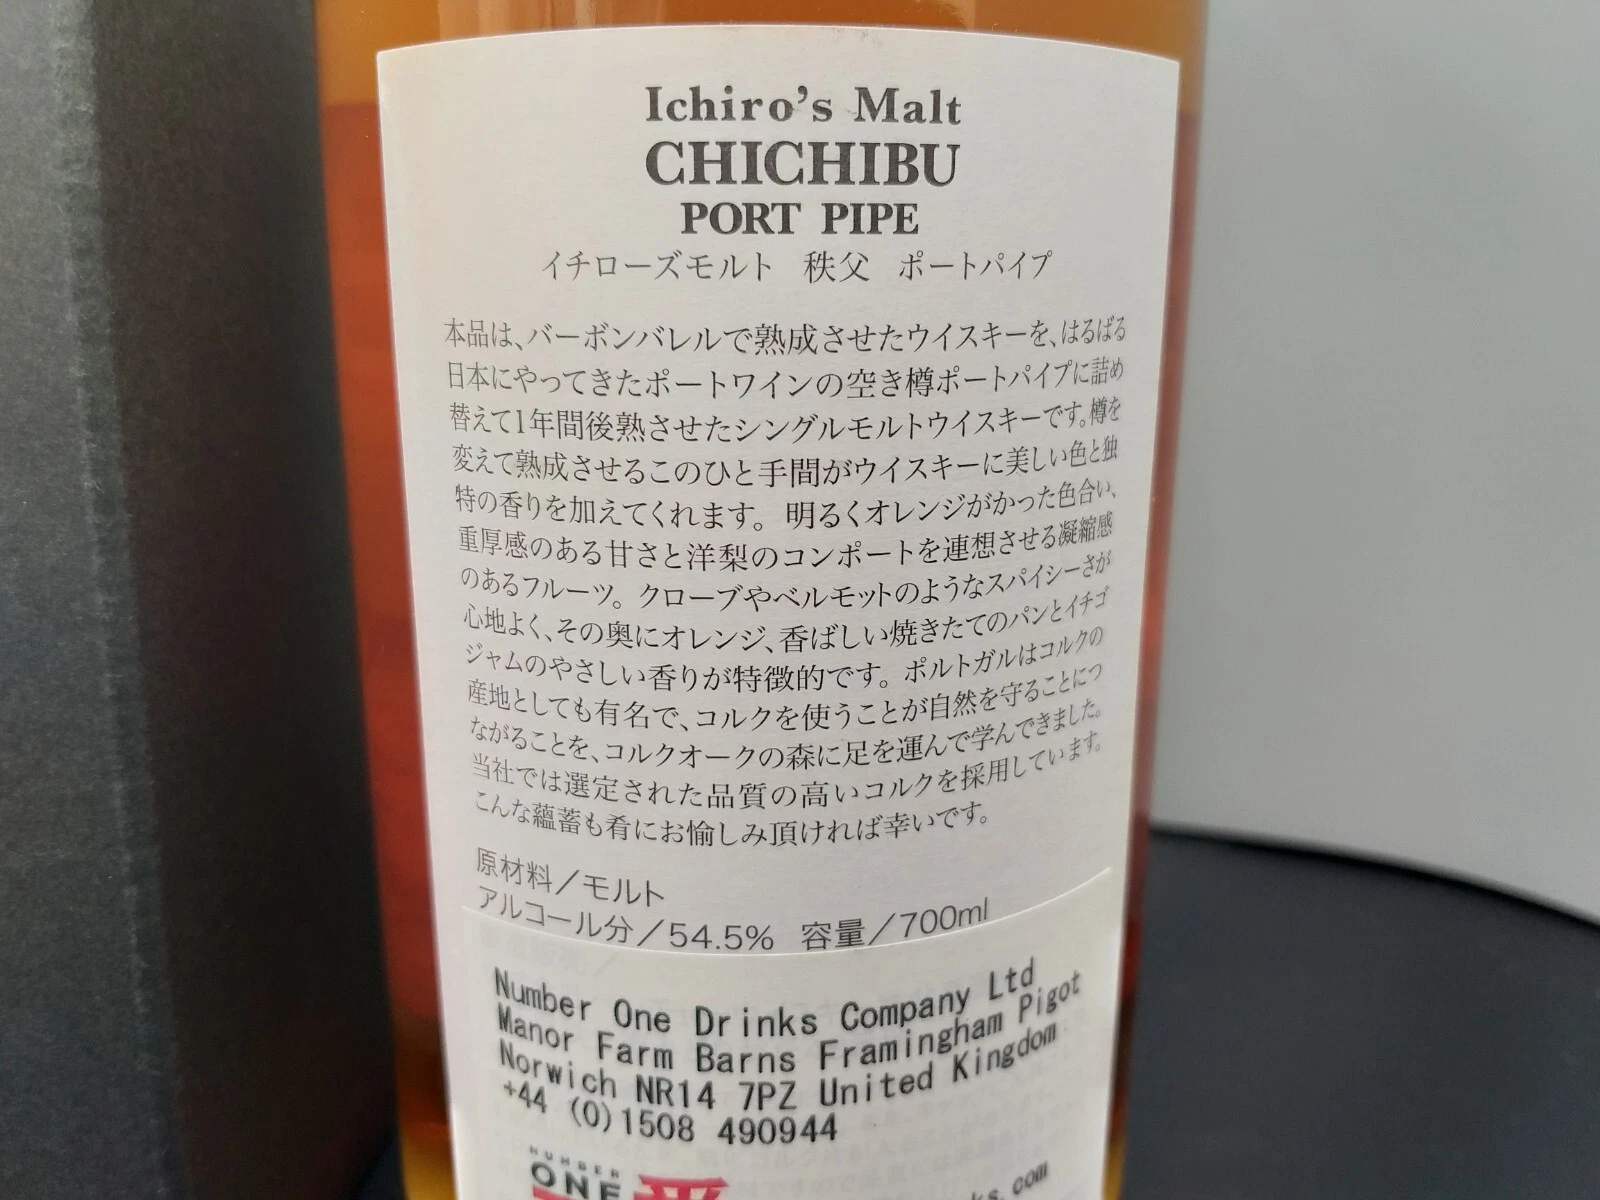 Ichiro's Malt
CHICHIBU
PORT PIPE
イチローズモルト 秩父 ポートパイプ
本品は、バーボンバレルで熟成させたウイスキーを、はるばる
日本にやってきたポートワインの空き樽ポートパイプに詰め
替えて1年間後熟させたシングルモルトウイスキーです。樽を
変えて熟成させるこのひと手間がウイスキーに美しい色と独
特の香りを加えてくれます。 明るくオレンジがかった色合い、
重厚感のある甘さと洋梨のコンポートを連想させる凝縮感
のあるフルーツ。クローブやベルモットのようなスパイシーさが
心地よく、その奥にオレンジ、香ばしい焼きたてのパンとイチゴ
ジャムのやさしい香りが特徴的です。ポルトガルはコルクの
産地としても有名で、コルクを使うことが自然を守ることにつ
ながることを、コルクオークの森に足を運んで学んできました。
当社では選定された品質の高いコルクを採用しています。
こんな蘊蓄も肴にお愉しみ頂ければ幸いです。
原材料／モルト
アルコール分／54.5% 容量／700ml
Number One Drinks Company Ltd
Manor Farm Barns Framingham Pigot
Norwich NR14 7PZ United Kingdom
+44 (0)1508 490944
NUMBER
ONE
ks.com